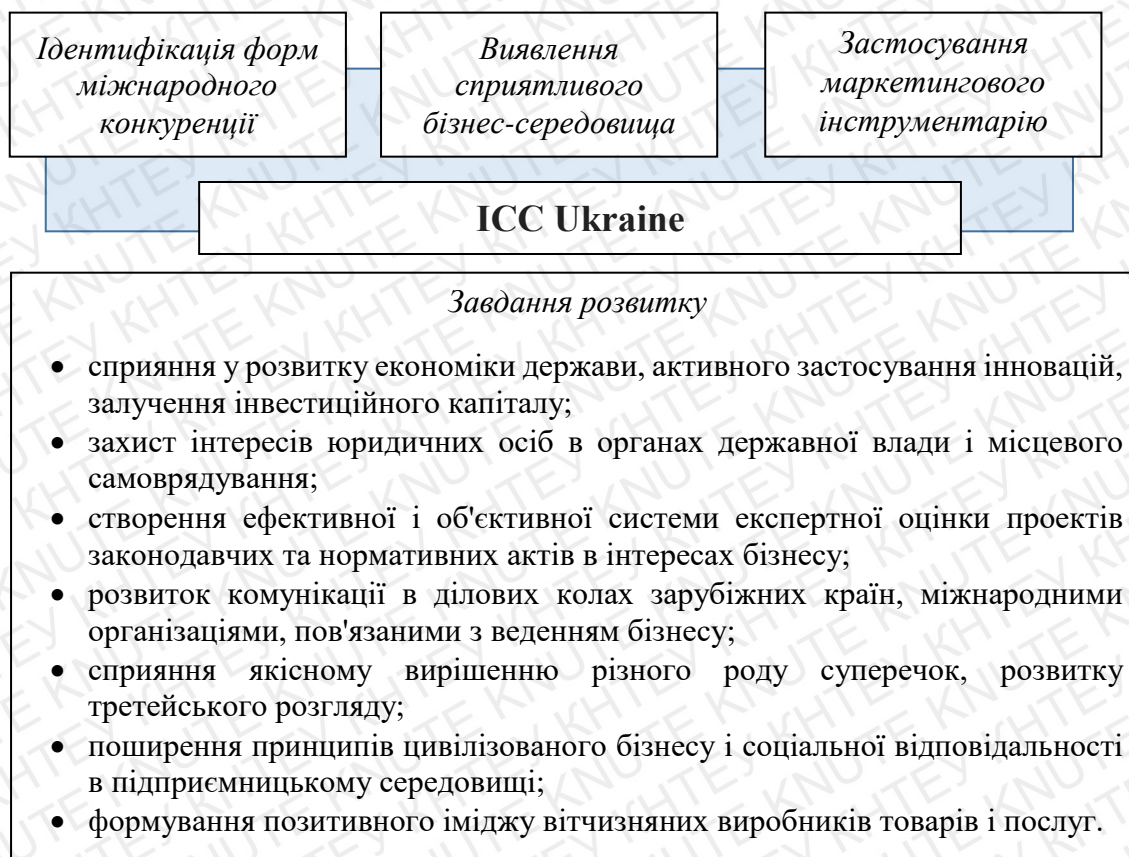 Ідентифікація форм
міжнародного
конкуренції
Виявлення
сприятливого
бізнес-середовища
Застосування
маркетингового
інструментарію
ICC Ukraine
Завдання розвитку
• сприяння у розвитку економіки держави, активного застосування інновацій,
залучення інвестиційного капіталу;
• захист інтересів юридичних осіб в органах державної влади і місцевого
самоврядування;
• створення ефективної і об'єктивної системи експертної оцінки проектів
законодавчих та нормативних актів в інтересах бізнесу;
• розвиток комунікації в ділових колах зарубіжних країн, міжнародними
організаціями, пов'язаними з веденням бізнесу;
• сприяння якісному вирішенню різного роду суперечок, розвитку
третейського розгляду;
• поширення принципів цивілізованого бізнесу і соціальної відповідальності
в підприємницькому середовищі;
• формування позитивного іміджу вітчизняних виробників товарів і послуг.